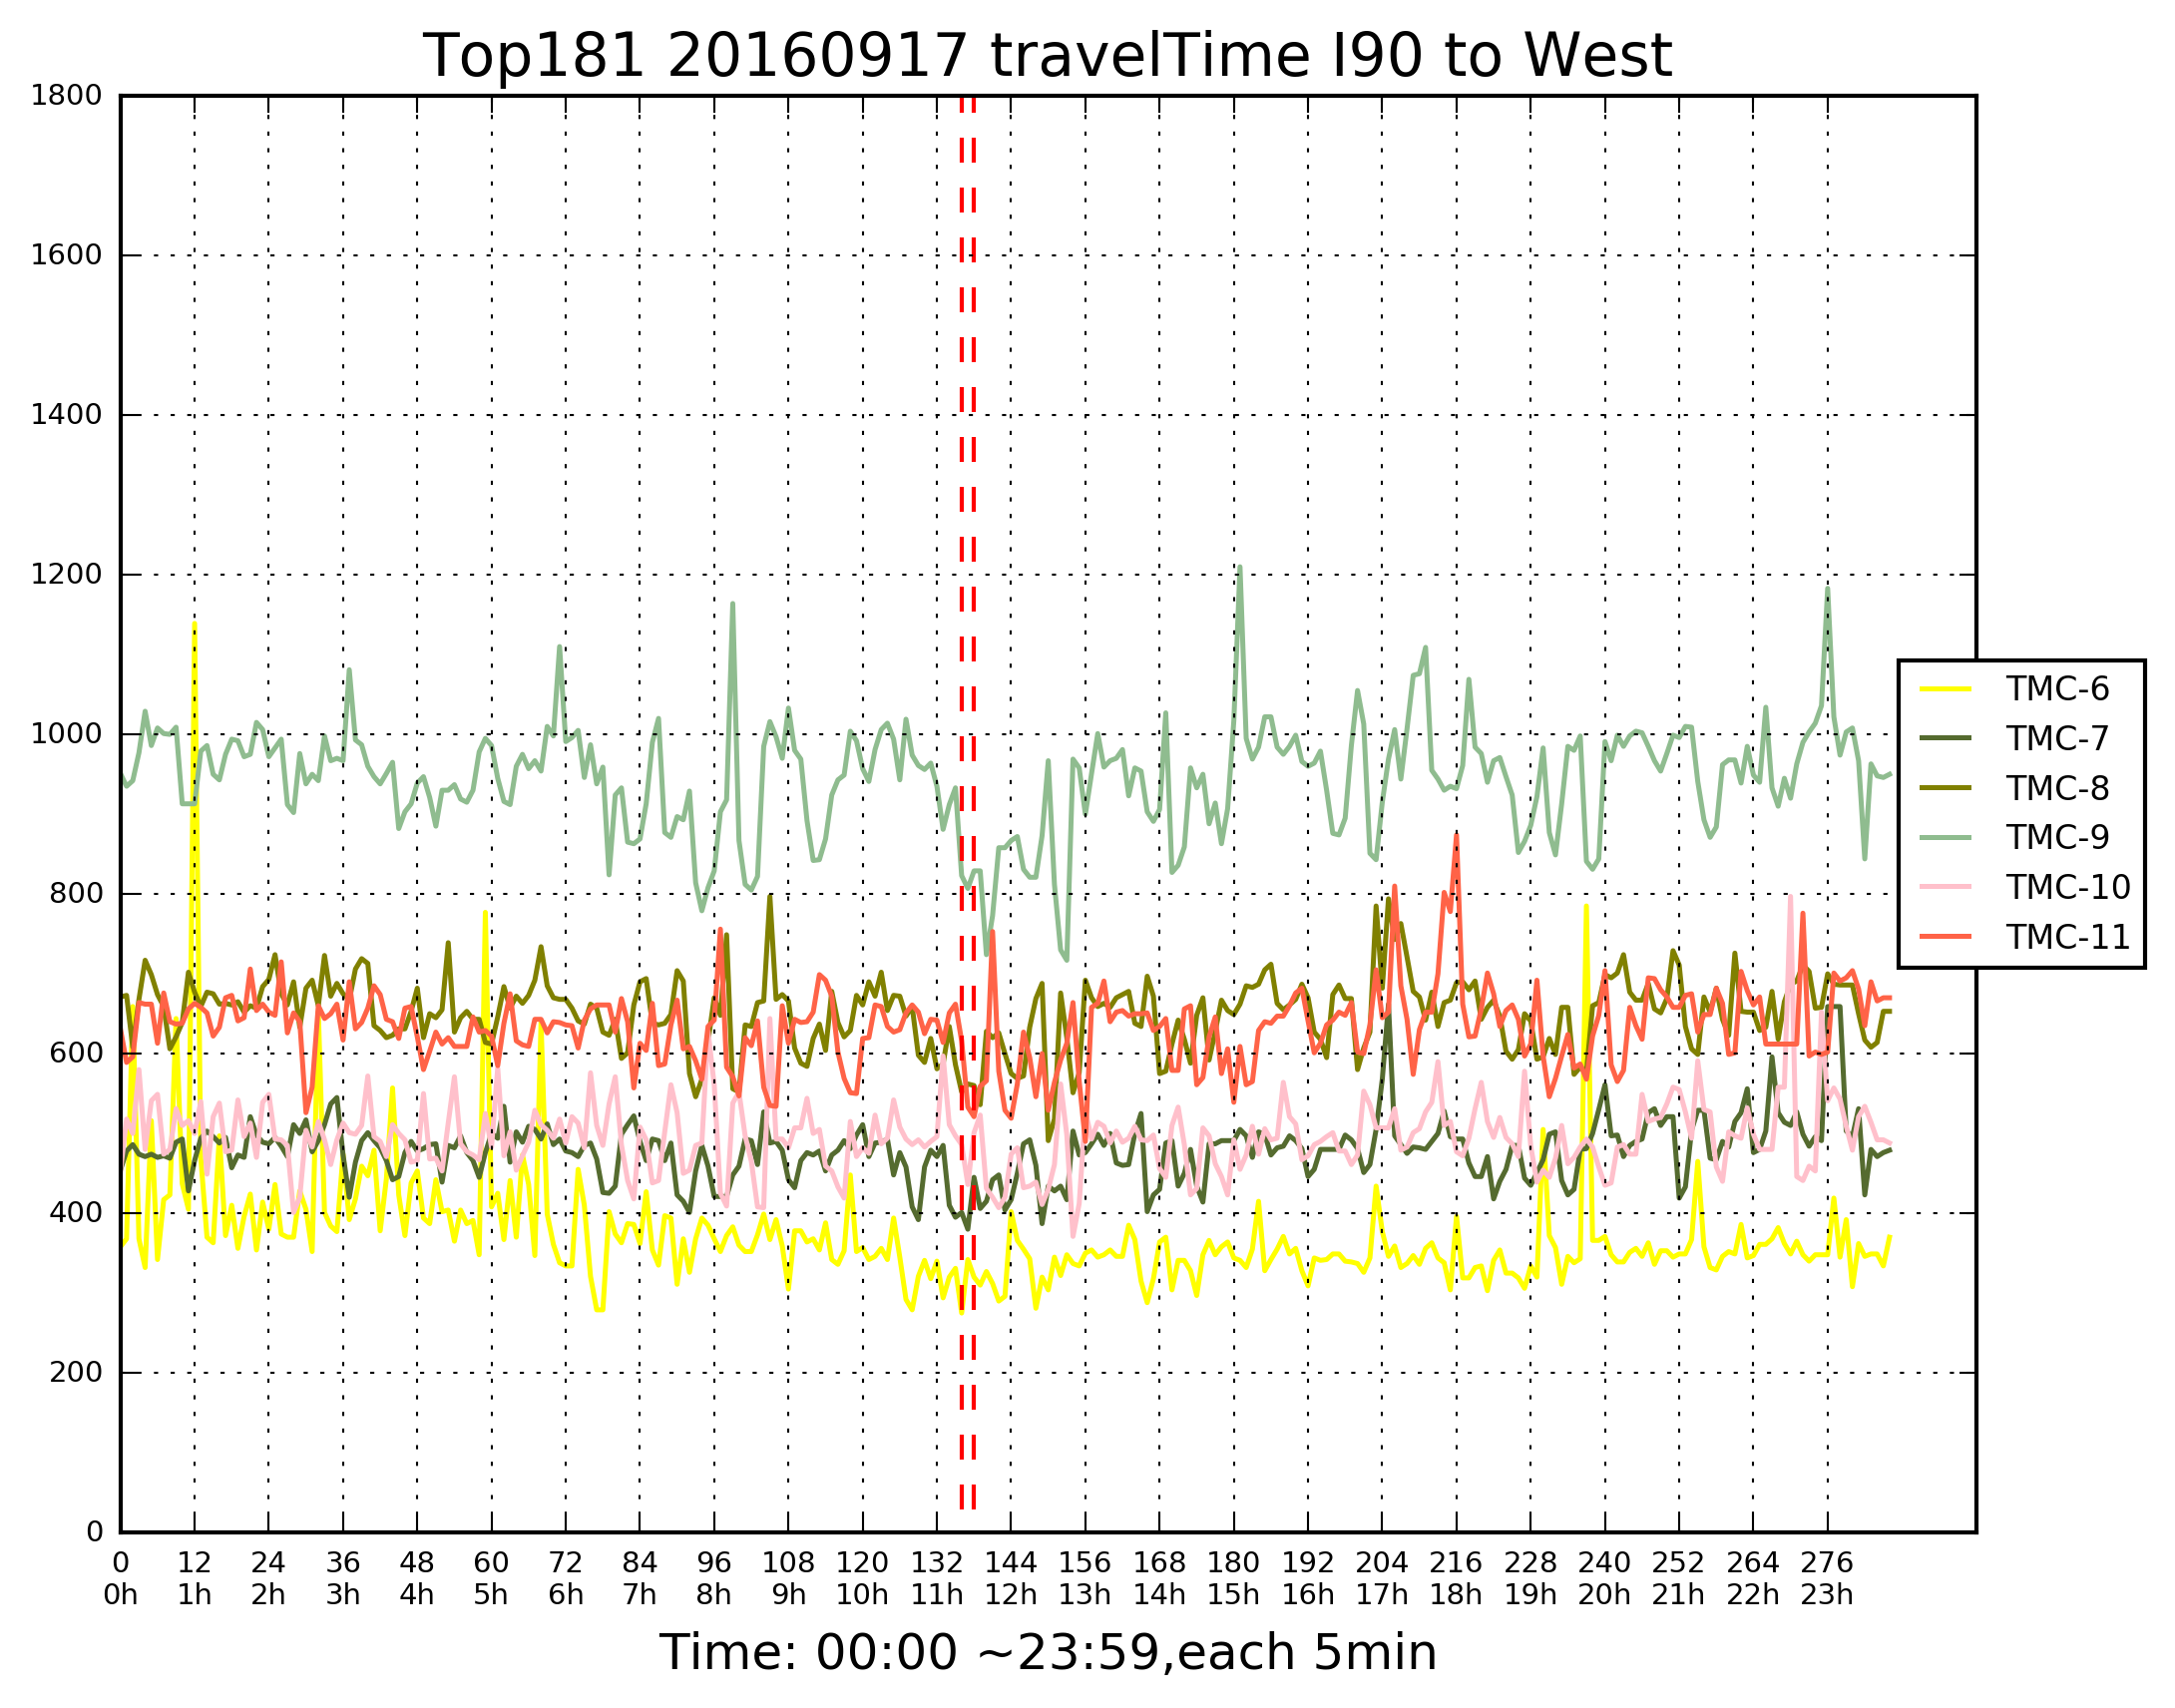 Top181 20160917 travelTime I90 to West
1800
1600
1400
1200
1000
800
600
400
200
0
TMC-6
TMC-7
TMC-8
TMC-9
TMC-10
TMC-11
0 12 24 36 48 60 72 84 96 108 120 132 144 156 168 180 192 204 216 228 240 252 264 276
0h 1h 2h 3h 4h 5h 6h 7h 8h 9h 10h 11h 12h 13h 14h 15h 16h 17h 18h 19h 20h 21h 22h 23h
Time: 00:00 ~23:59,each 5min